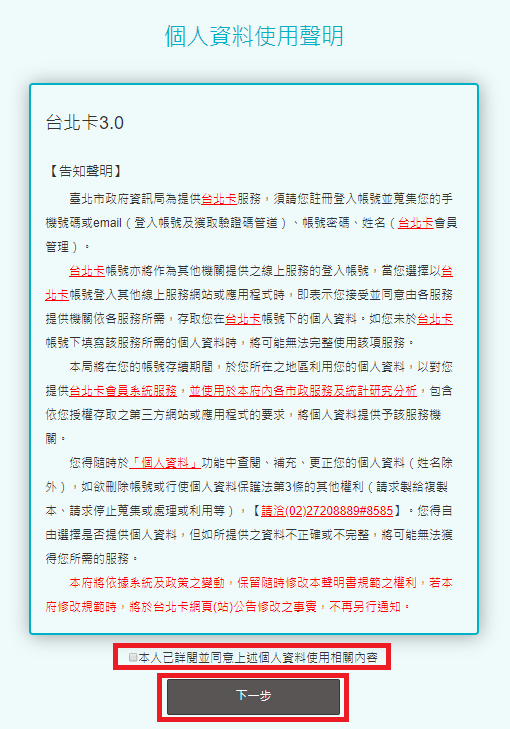 個人資料使用聲明
台北卡3.0
【告知聲明】
臺北市政府資訊局為提供台北卡服務，須請您註冊登入帳號並蒐集您的手
機號碼或email（登入帳號及獲取驗證碼管道）、帳號密碼、姓名（台北卡會員
管理）。
台北卡帳號亦將作為其他機關提供之線上服務的登入帳號，當您選擇以台
北卡帳號登入其他線上服務網站或應用程式時，即表示您接受並同意由各服務
提供機關依各服務所需，存取您在台北卡帳號下的個人資料。如您未於台北卡
帳號下填寫該服務所需的個人資料時，將可能無法完整使用該項服務。
本局將在您的帳號存續期間，於您所在之地區利用您的個人資料，以對您
提供台北卡會員系統服務，並使用於本府內各市政服務及統計研究分析，包含
依您授權存取之第三方網站或應用程式的要求，將個人資料提供予該服務機
關。
您得隨時於「個人資料」功能中查閱、補充、更正您的個人資料（姓名除
外），如欲刪除帳號或行使個人資料保護法第3條的其他權利（請求製給複製
本、請求停止蒐集或處理或利用等），【請洽(02)27208889#8585】。您得自
由選擇是否提供個人資料，但如所提供之資料不正確或不完整，將可能無法獲
得您所需的服務。
本府將依據系統及政策之變動，保留隨時修改本聲明書規範之權利，若本
府修改規範時，將於台北卡網頁(站)公告修改之事實，不再另行通知。
本人已詳閱並同意上述個人資料使用相關內容
下一步